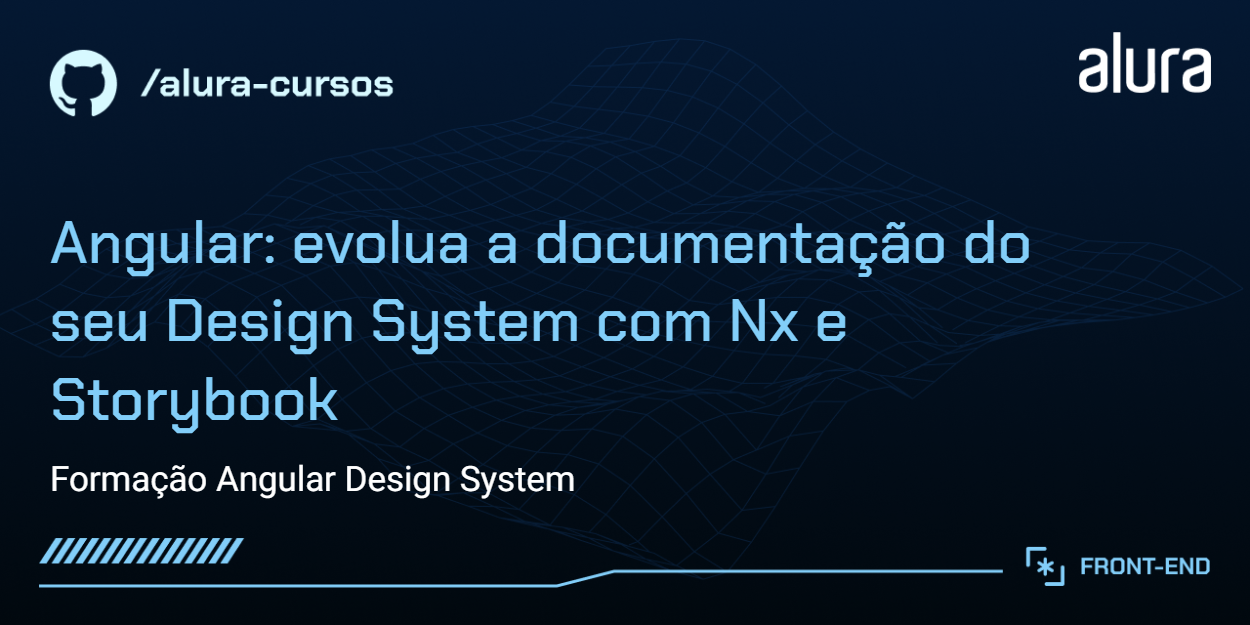 /alura-cursos
alura
Angular: evolua a documentação do
seu Design System com Nx e
Storybook
Formação Angular Design System
FRONT-END